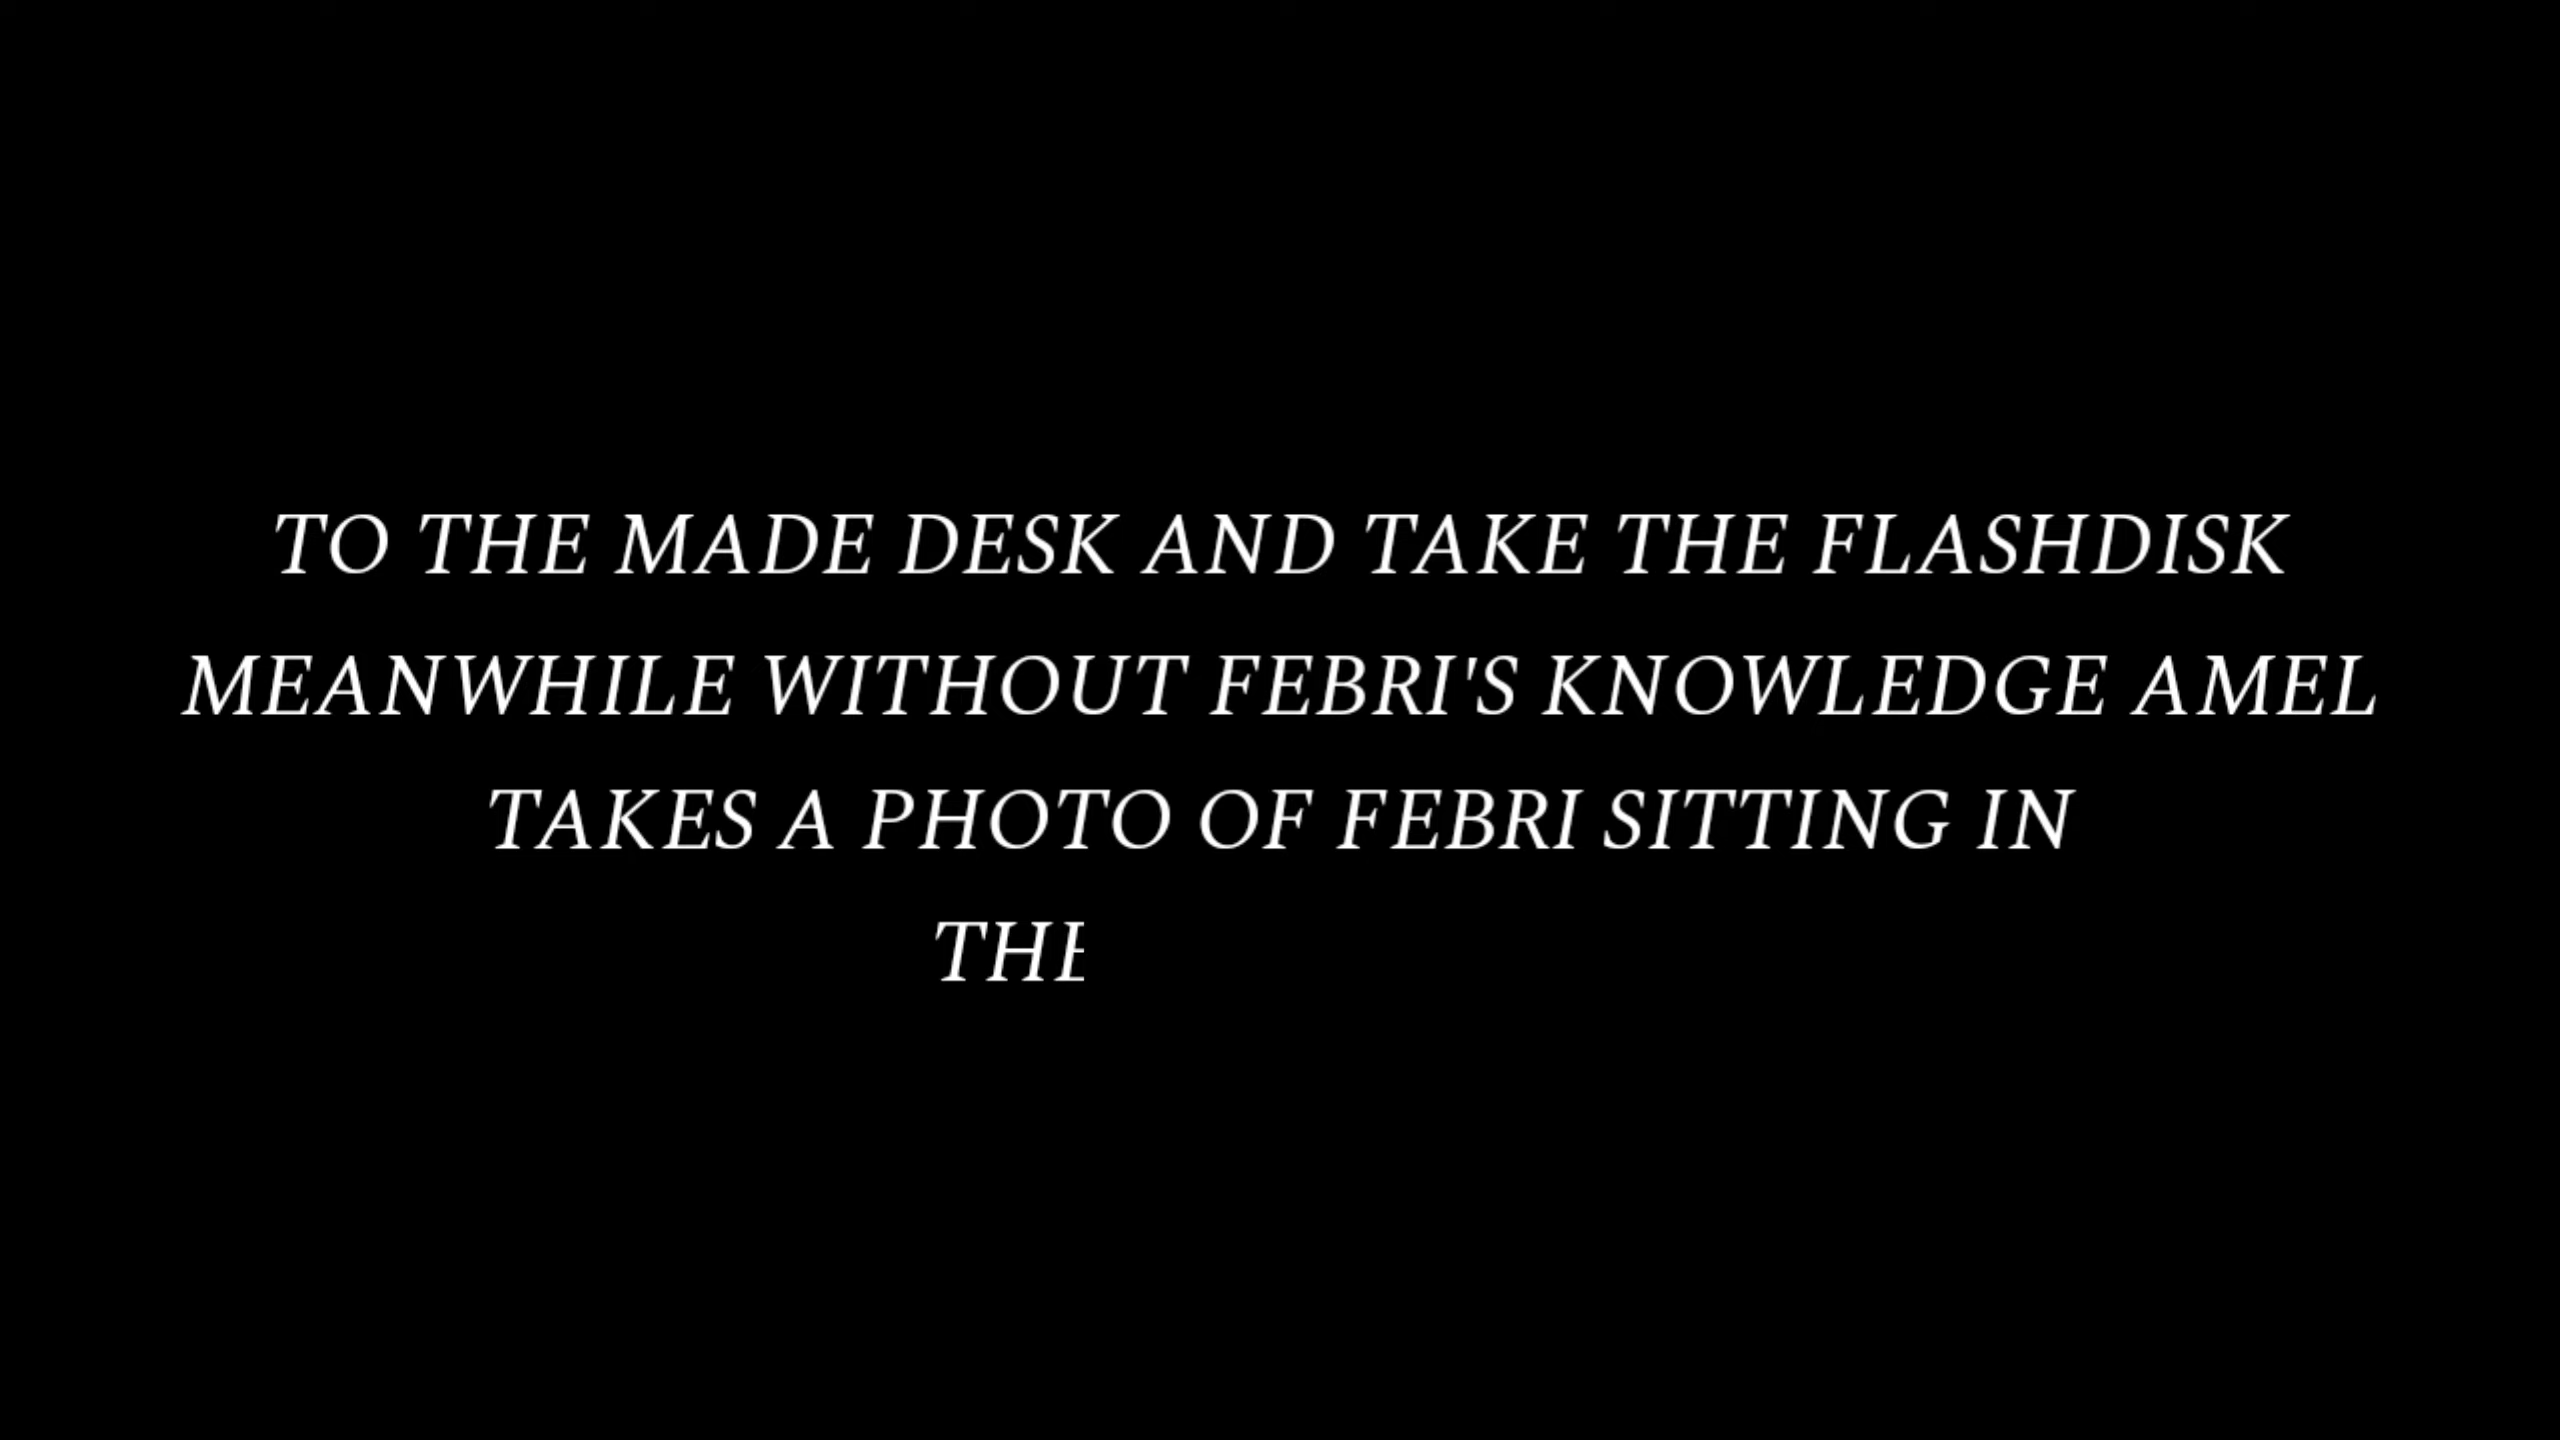 TO THE MADE DESK AND TAKE THE FLASHDISK
MEANWHILE WITHOUT FEBRI'S KNOWLEDGE AMEL
TAKES A PHOTO OF FEBRI SITTING IN
THE